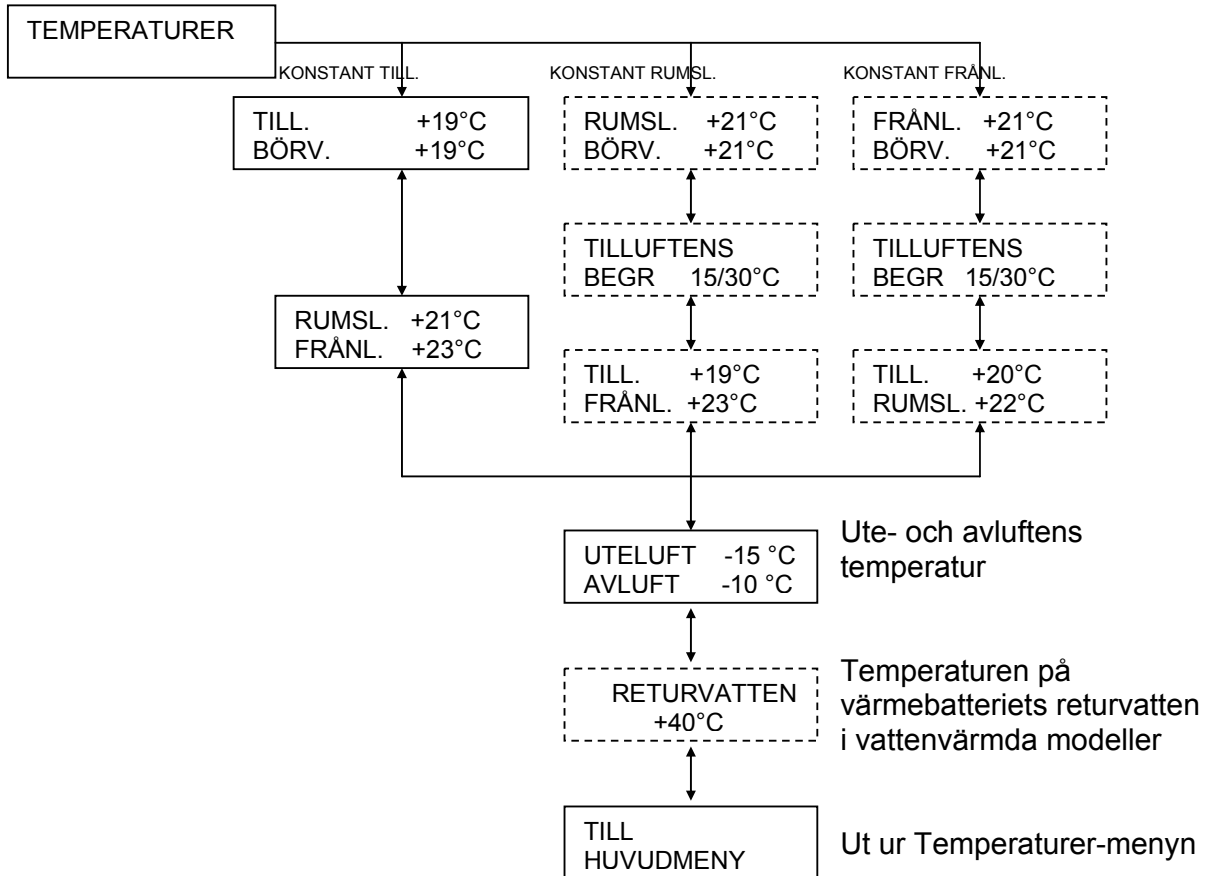 TEMPERATURER
KONSTANT TILL.
KONSTANT RUMSL.
KONSTANT FRÅNL.
TILL. +19°C
BÖRV. +19°C
RUMSL. +21°C
BÖRV. +21°C
FRÅNL. +21°C
BÖRV. +21°C
TILLUFTENS
BEGR 15/30°C
TILLUFTENS
BEGR 15/30°C
RUMSL. +21°C
FRÅNL. +23°C
TILL. +19°C
FRÅNL. +23°C
TILL. +20°C
RUMSL. +22°C
UTELUFT -15 °C
AVLUFT -10 °C
Ute- och avluftens
temperatur
RETURVATTEN
+40°C
Temperaturen på
värmebatteriets returvatten
i vattenvärmda modeller
TILL
HUVUDMENY
Ut ur Temperaturer-menyn